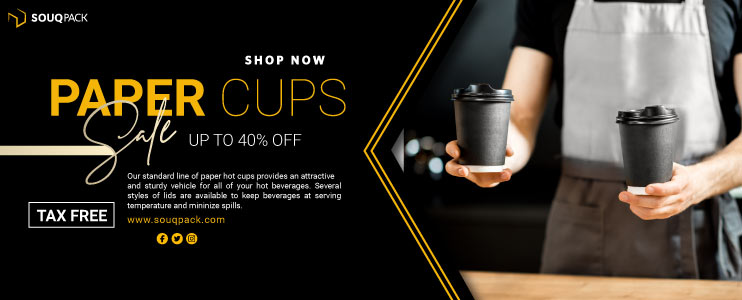 SOUQPACK
SHOP NOW
PAPER CUPS
Sale
UP TO 40% OFF
Our standard line of paper hot cups provides an attractive
and sturdy vehicle for all of your hot beverages. Several
styles of lids are available to keep beverages at serving
temperature and mininize spills.
TAX FREE
www.souqpack.com